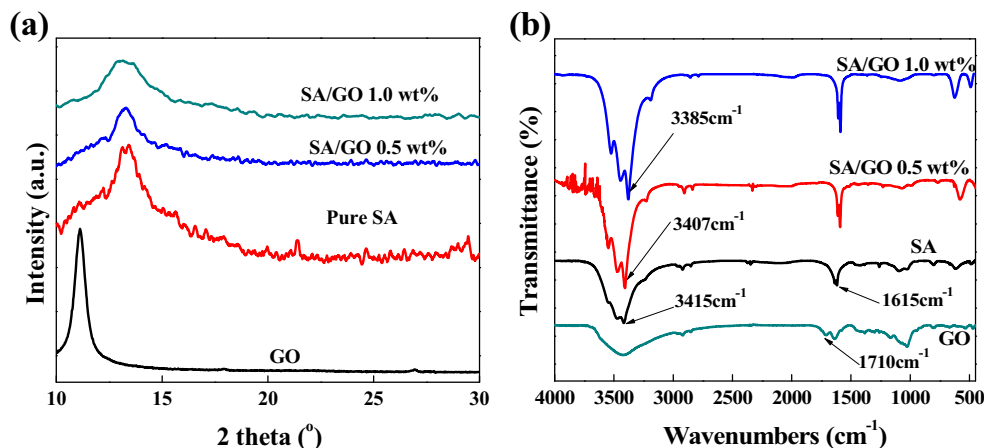 (a)
SA/GO 1.0 wt%
SA/GO 0.5 wt%
Pure SA
GO
Intensity (a.u.)
10 15 20 25 30
2 theta (°)
(b)
SA/GO 1.0 wt%
3385cm⁻¹
SA/GO 0.5 wt%
3407cm⁻¹
SA
3415cm⁻¹
1615cm⁻¹
GO
1710cm⁻¹
Transmittance (%)
4000 3500 3000 2500 2000 1500 1000 500
Wavenumbers (cm⁻¹)